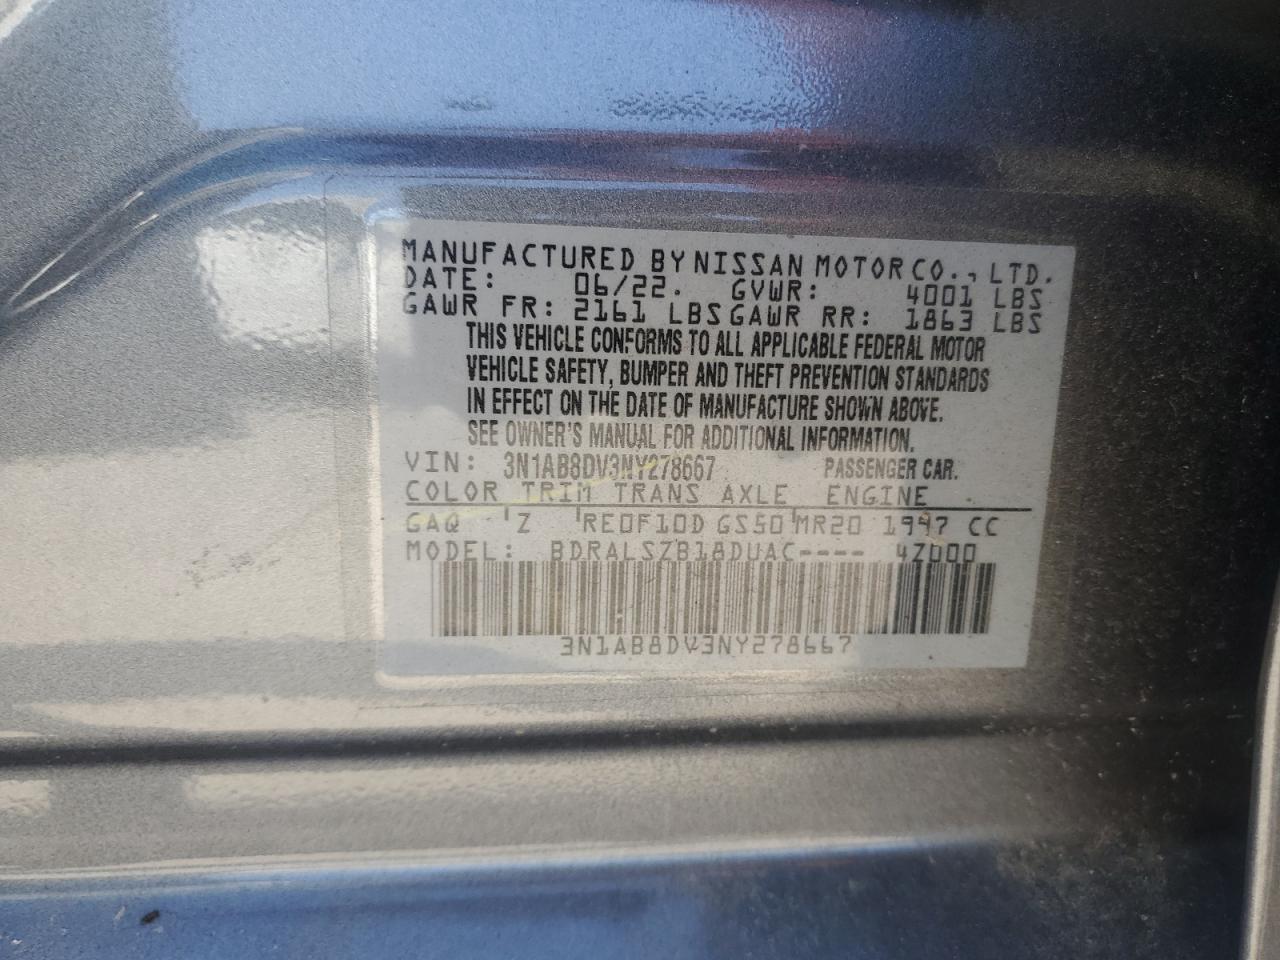 MANUFACTURED BY NISSAN MOTOR CO., LTD.
DATE: 06/22. GVWR: 4001 LBS
GAWR FR: 2161 LBS GAWR RR: 1863 LBS
THIS VEHICLE CONFORMS TO ALL APPLICABLE FEDERAL MOTOR
VEHICLE SAFETY, BUMPER AND THEFT PREVENTION STANDARDS
IN EFFECT ON THE DATE OF MANUFACTURE SHOWN ABOVE.
SEE OWNER'S MANUAL FOR ADDITIONAL INFORMATION.
VIN: 3N1AB8DV3NY278667 PASSENGER CAR.
COLOR TRIM TRANS AXLE ENGINE
GAQ Z RE0F10D GS50 MR20 1997 CC
MODEL: BDRALSZB18DUAC---- 4Z000
3N1AB8DV3NY278667